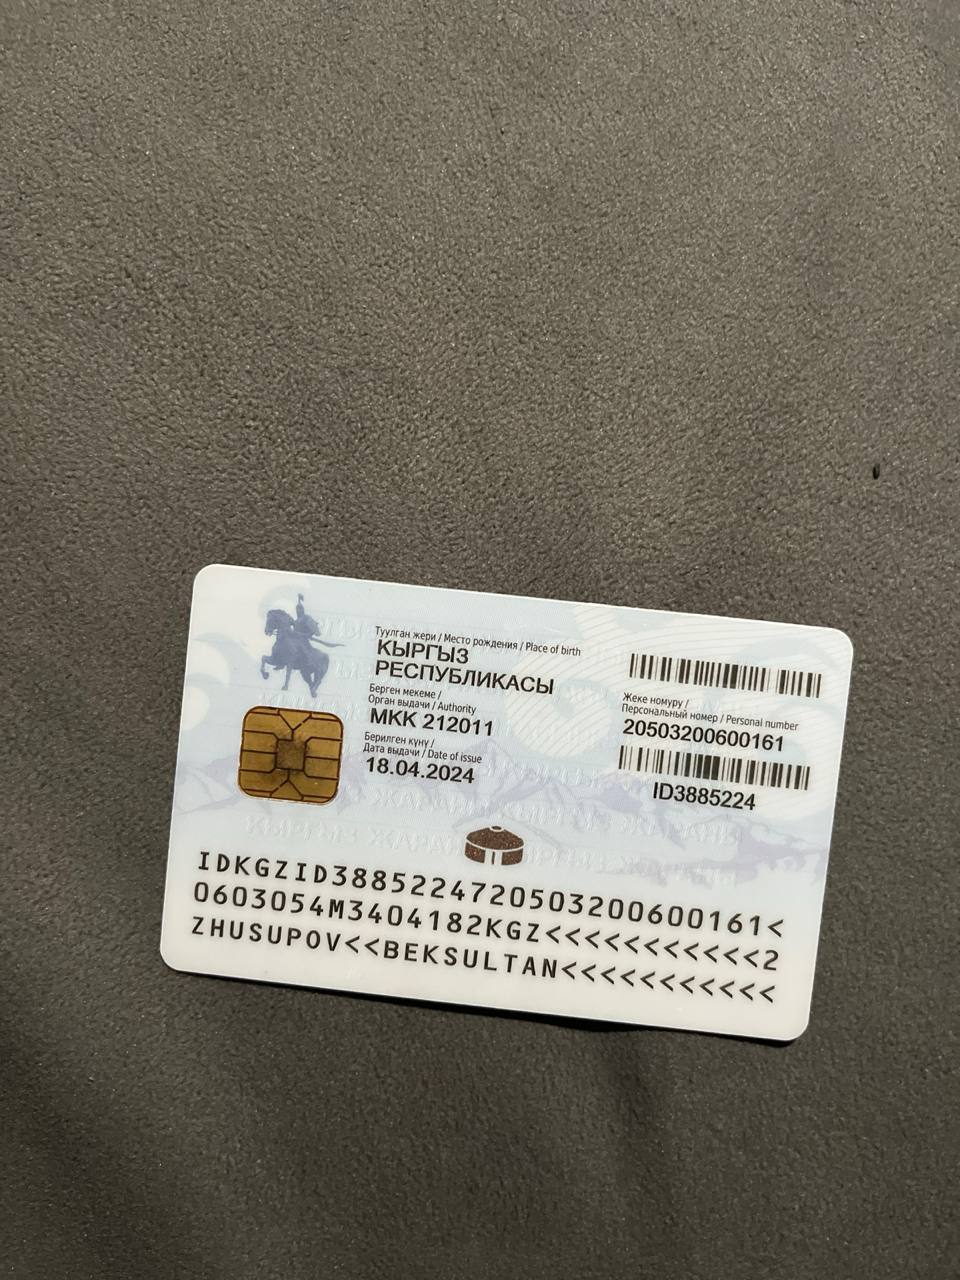 Туулган жери / Место рождения / Place of birth
КЫРГЫЗ
РЕСПУБЛИКАСЫ
Берген мекеме /
Орган выдачи / Authority
МКК 212011
Берилген күнү /
Дата выдачи / Date of issue
18.04.2024
Жеке номуру /
Персональный номер / Personal number
20503200600161
ID3885224
IDKGZID3885224720503200600161<
0603054M3404182KGZ<<<<<<<<<<<2
ZHUSUPOV<<BEKSULTAN<<<<<<<<<<<